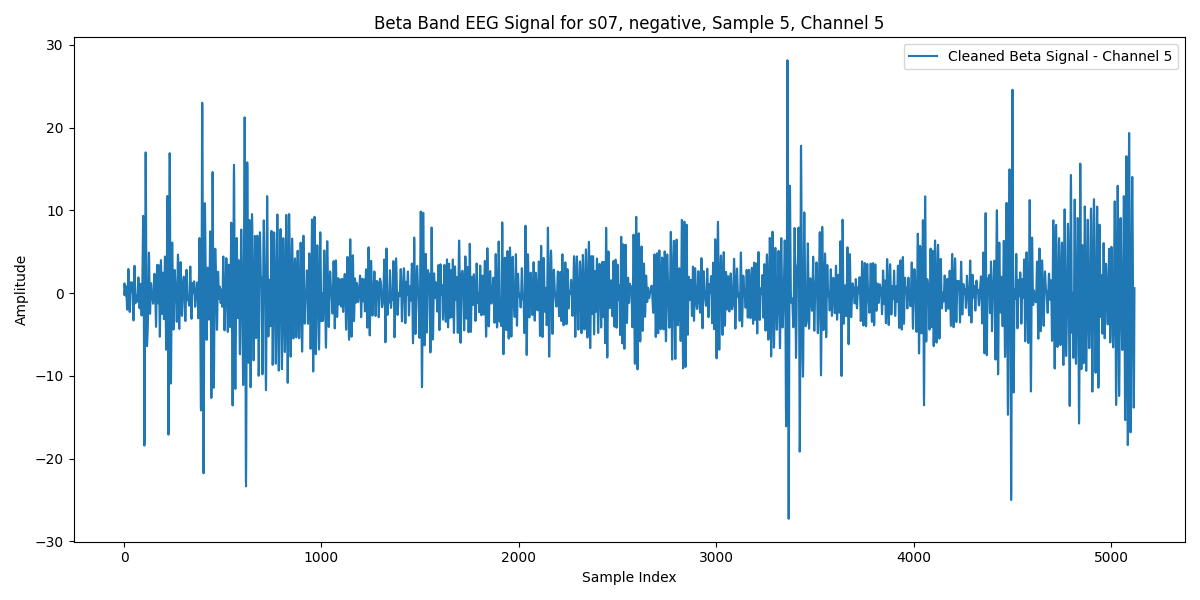 Beta Band EEG Signal for s07, negative, Sample 5, Channel 5
Cleaned Beta Signal - Channel 5
Amplitude
30
20
10
0
−10
−20
−30
0 1000 2000 3000 4000 5000
Sample Index